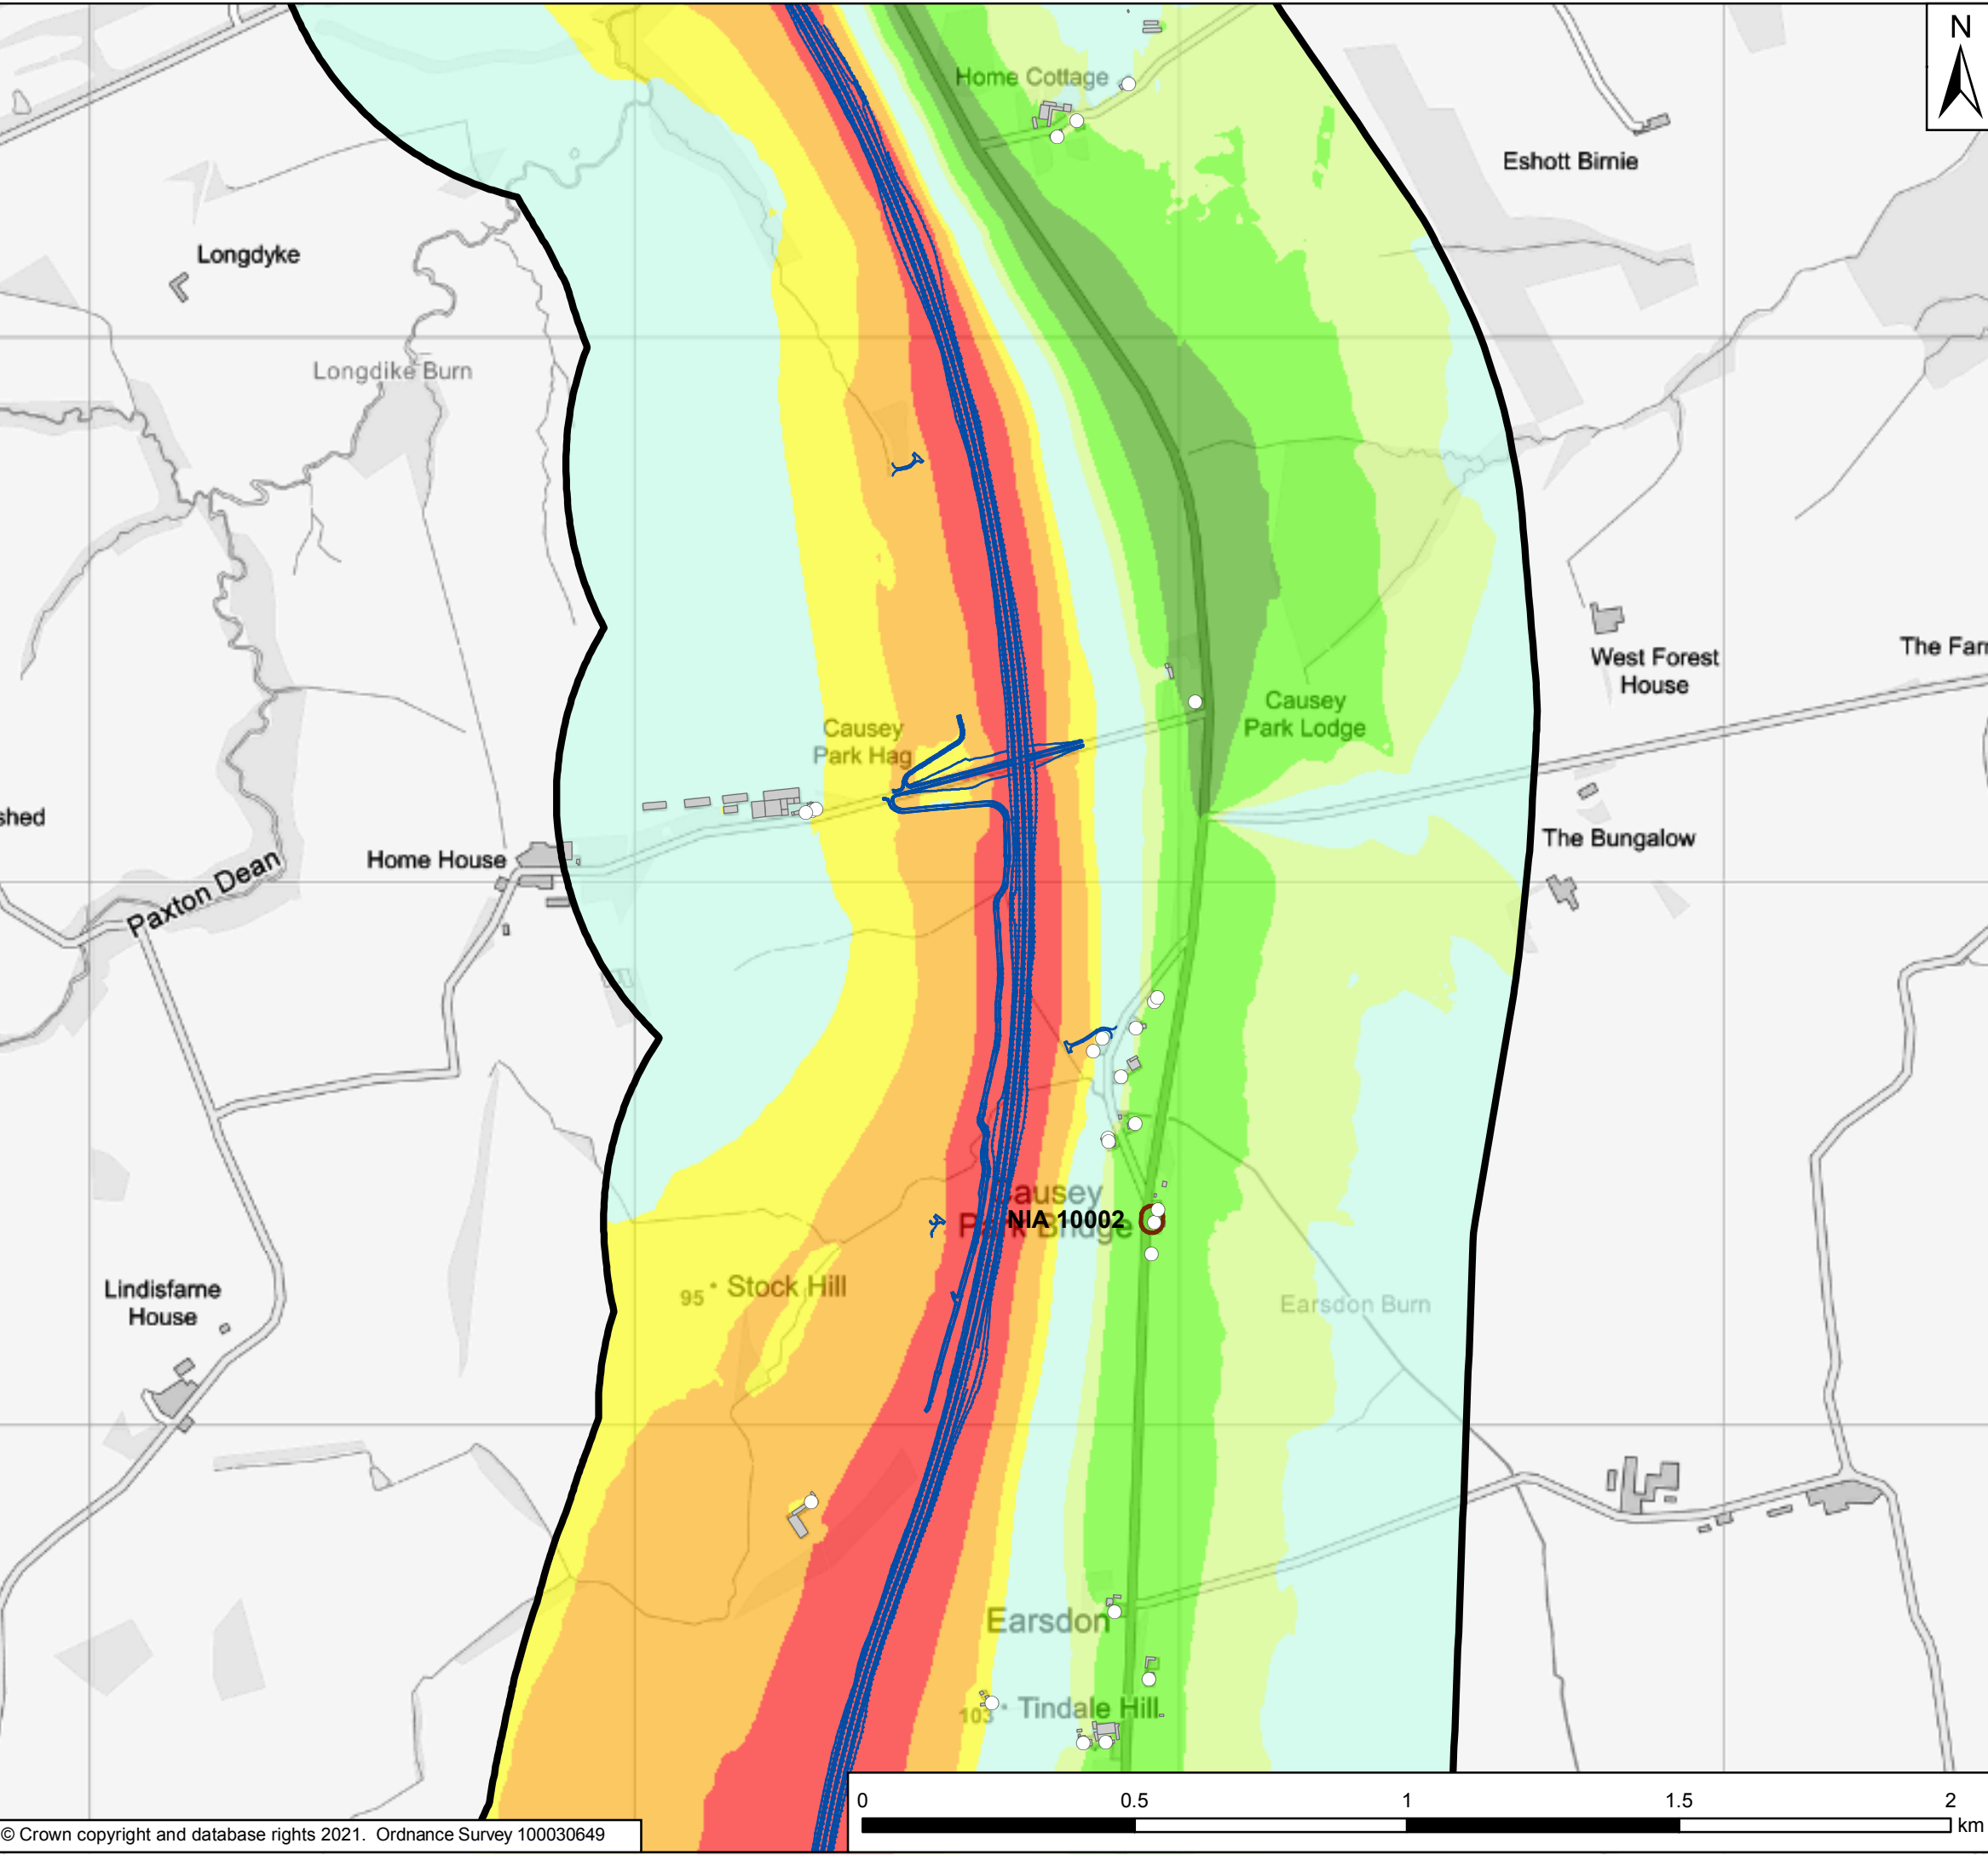 N
Home Cottage
Eshott Birnie
Longdyke
Longdike Burn
West Forest
House
The Farr
Causey
Park Lodge
Causey
Park Hag
shed
The Bungalow
Home House
Paxton Dean
Causey
Park Bridge
NIA 10002
95 Stock Hill
Lindisfarne
House
Earsdon Burn
Earsdon
103 Tindale Hill
0 0.5 1 1.5 2
km
© Crown copyright and database rights 2021. Ordnance Survey 100030649